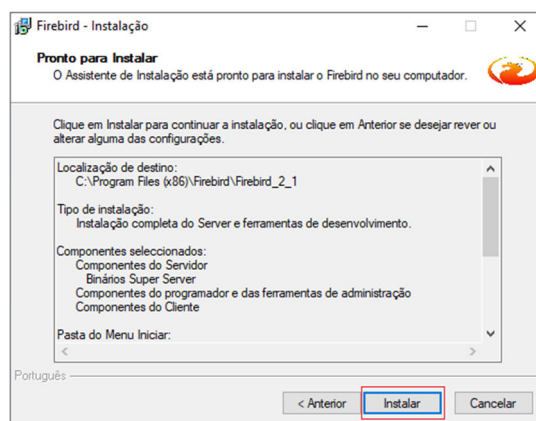 Firebird - Instalação
Pronto para Instalar
O Assistente de Instalação está pronto para instalar o Firebird no seu computador.
Clique em Instalar para continuar a instalação, ou clique em Anterior se desejar rever ou
alterar alguma das configurações.
Localização de destino:
C:\Program Files (x86)\Firebird\Firebird_2_1
Tipo de instalação:
Instalação completa do Server e ferramentas de desenvolvimento.
Componentes seleccionados:
Componentes do Servidor
Binários Super Server
Componentes do programador e das ferramentas de administração
Componentes do Cliente
Pasta do Menu Iniciar:
Português
< Anterior
Instalar
Cancelar